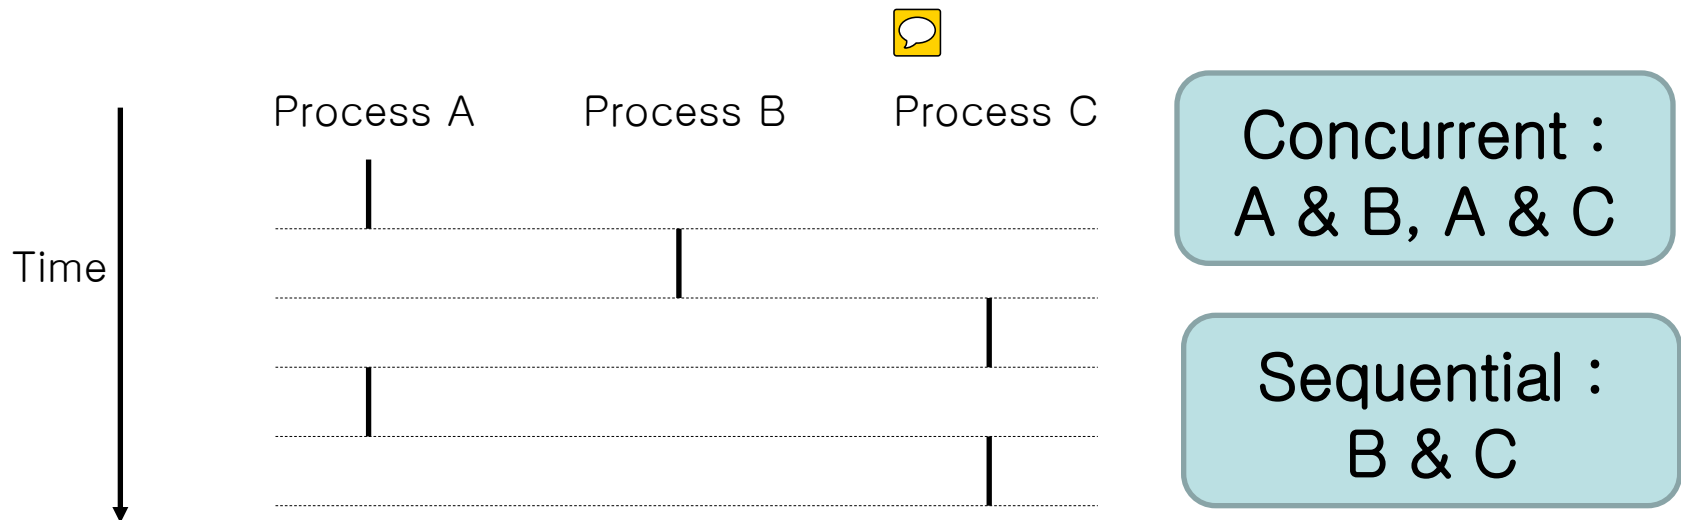 Process A Process B Process C
Time
Concurrent :
A & B, A & C
Sequential :
B & C